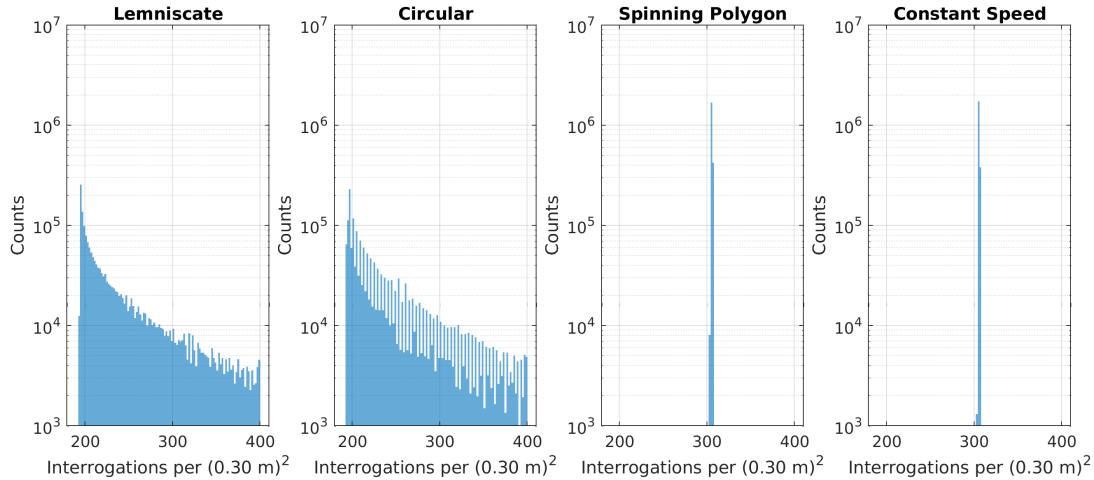 Lemniscate
10^7
10^6
10^5
10^4
10^3
Counts
200 300 400
Interrogations per (0.30 m)^2
Circular
10^7
10^6
10^5
10^4
10^3
Counts
200 300 400
Interrogations per (0.30 m)^2
Spinning Polygon
10^7
10^6
10^5
10^4
10^3
Counts
200 300 400
Interrogations per (0.30 m)^2
Constant Speed
10^7
10^6
10^5
10^4
10^3
Counts
200 300 400
Interrogations per (0.30 m)^2